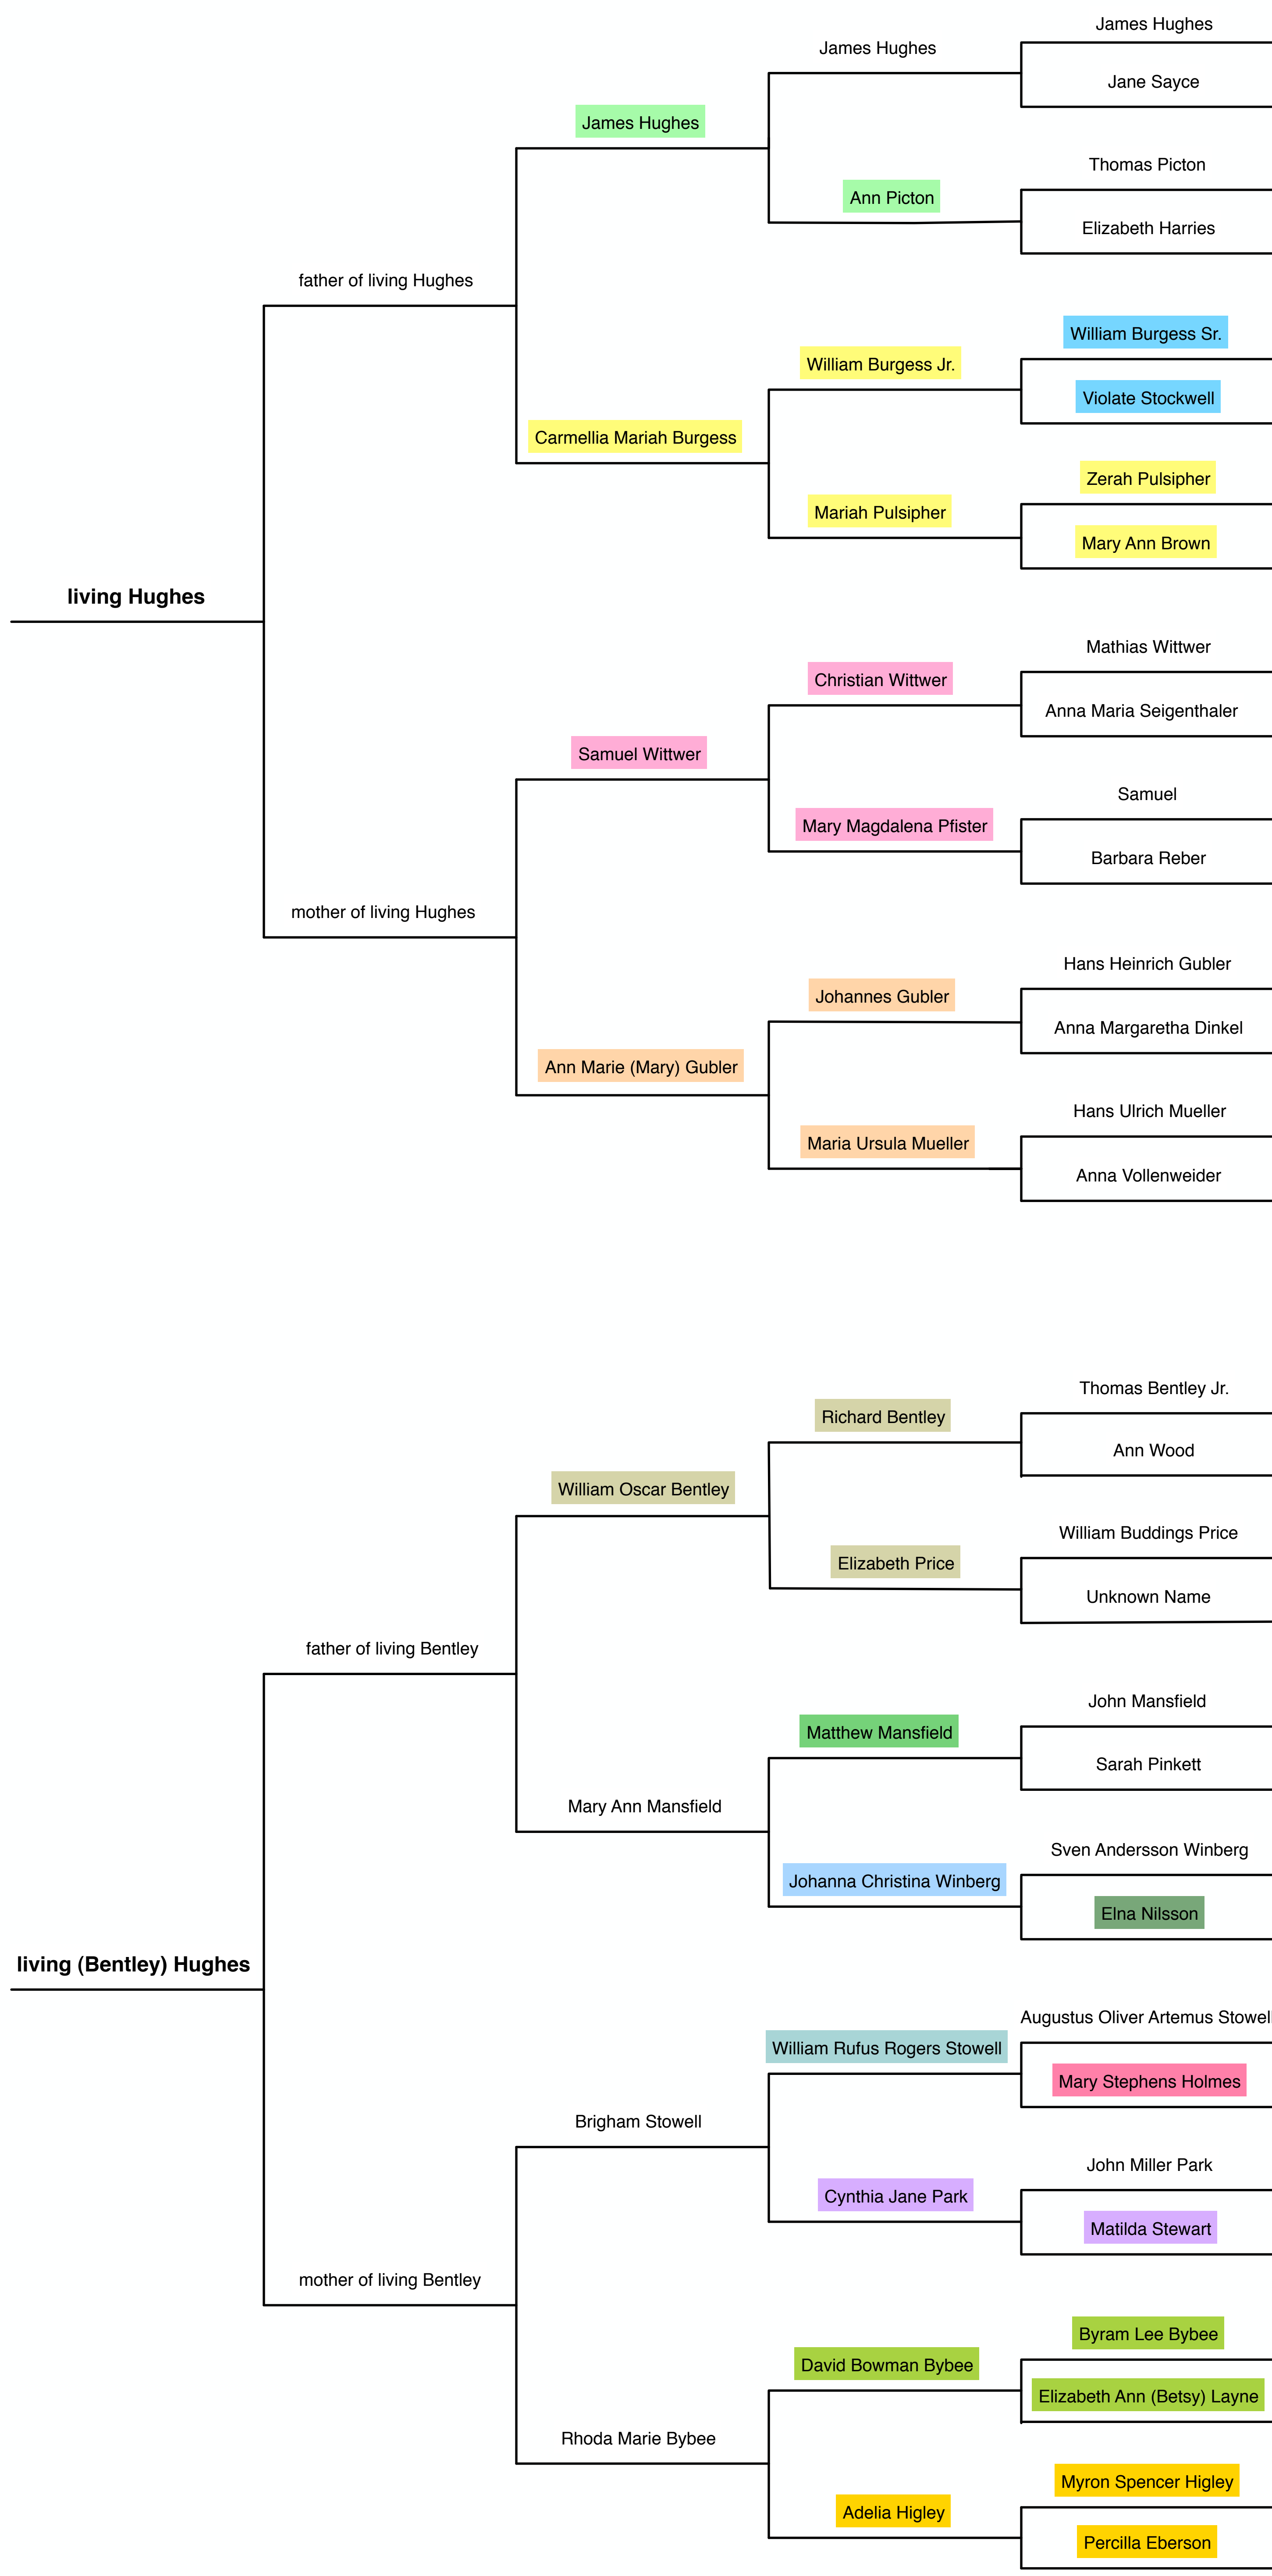 James Hughes
James Hughes
Jane Sayce
James Hughes
Thomas Picton
Ann Picton
Elizabeth Harries
father of living Hughes
William Burgess Sr.
William Burgess Jr.
Violate Stockwell
Carmellia Mariah Burgess
Zerah Pulsipher
Mariah Pulsipher
Mary Ann Brown
living Hughes
Mathias Wittwer
Christian Wittwer
Anna Maria Seigenthaler
Samuel Wittwer
Samuel
Mary Magdalena Pfister
Barbara Reber
mother of living Hughes
Hans Heinrich Gubler
Johannes Gubler
Anna Margaretha Dinkel
Ann Marie (Mary) Gubler
Hans Ulrich Mueller
Maria Ursula Mueller
Anna Vollenweider
Thomas Bentley Jr.
Richard Bentley
Ann Wood
William Oscar Bentley
William Buddings Price
Elizabeth Price
Unknown Name
father of living Bentley
John Mansfield
Matthew Mansfield
Sarah Pinkett
Mary Ann Mansfield
Sven Andersson Winberg
Johanna Christina Winberg
Elna Nilsson
living (Bentley) Hughes
Augustus Oliver Artemus Stowell
William Rufus Rogers Stowell
Mary Stephens Holmes
Brigham Stowell
John Miller Park
Cynthia Jane Park
Matilda Stewart
mother of living Bentley
Byram Lee Bybee
David Bowman Bybee
Elizabeth Ann (Betsy) Layne
Rhoda Marie Bybee
Myron Spencer Higley
Adelia Higley
Percilla Eberson